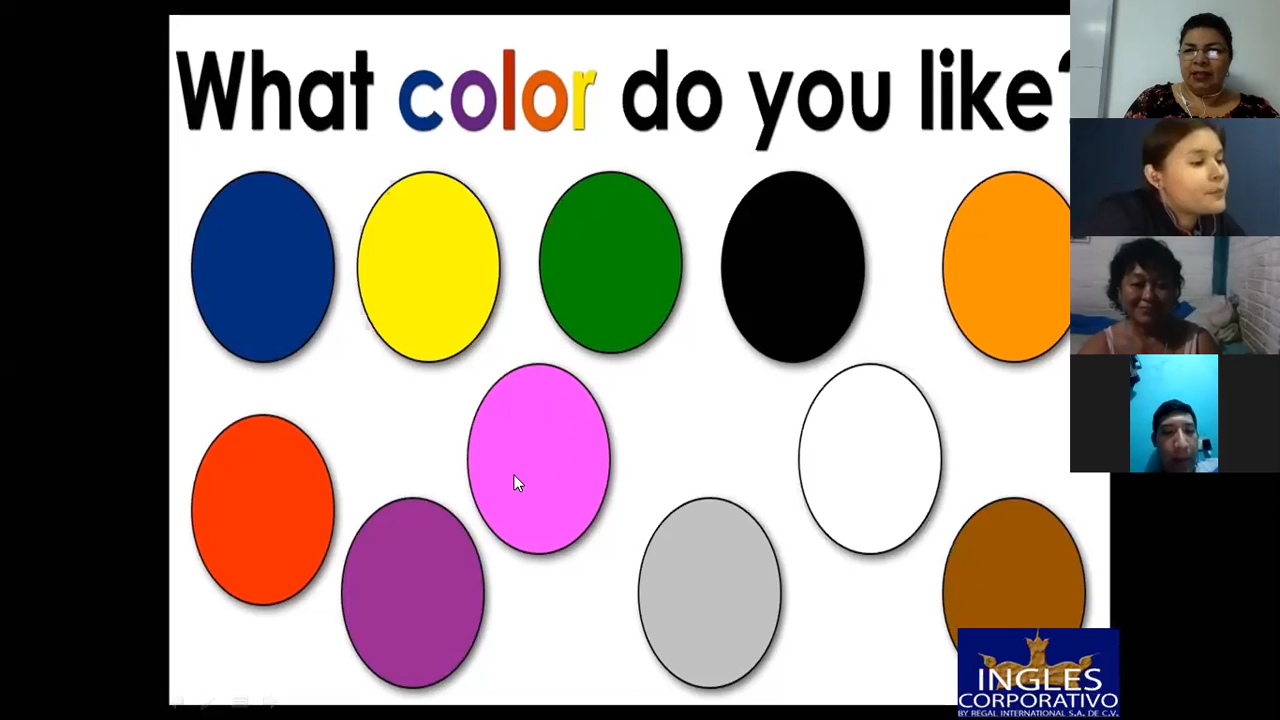 What color do you like?
INGLES
CORPORATIVO
BY REGAL INTERNATIONAL S.A. DE C.V.